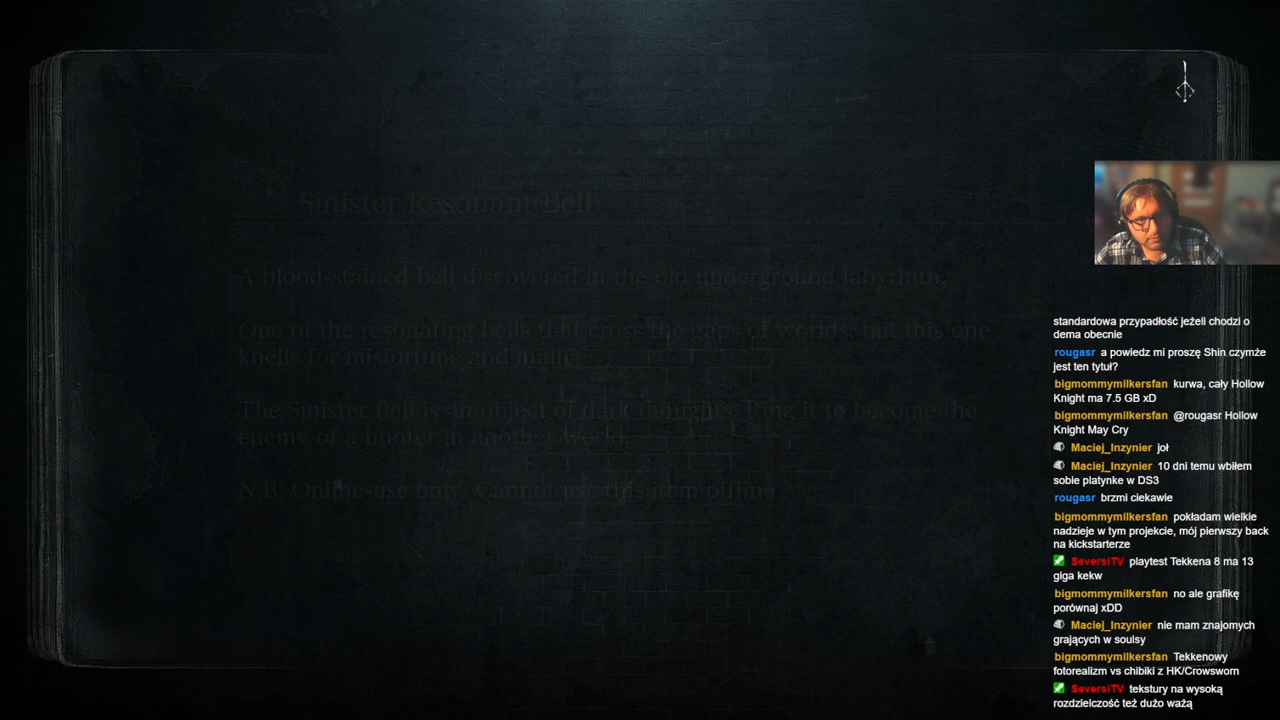 Sinister Resonant Bell
A blood-stained bell discovered in the old underground labyrinth.
One of the resonating bells that cross the gaps of worlds, but this one
knells for misfortune and malice.
The Sinister Bell is an object of dark thoughts. Ring it to become the
enemy of a hunter in another world.
N.B. Online-use only. Cannot use this item offline.
standardowa przypadłość jeżeli chodzi o
dema obecnie
rougasr a powiedz mi proszę Shin czymże
jest ten tytuł?
bigmommymilkersfan kurwa, cały Hollow
Knight ma 7.5 GB xD
bigmommymilkersfan @rougasr Hollow
Knight May Cry
Maciej_Inzynier joł
Maciej_Inzynier 10 dni temu wbiłem
sobie platynke w DS3
rougasr brzmi ciekawie
bigmommymilkersfan pokładam wielkie
nadzieje w tym projekcie, mój pierwszy back
na kickstarterze
SeversiTV playtest Tekkena 8 ma 13
giga kekw
bigmommymilkersfan no ale grafikę
porównaj xDD
Maciej_Inzynier nie mam znajomych
grających w soulsy
bigmommymilkersfan Tekkenowy
fotorealizm vs chibiki z HK/Crowsworn
SeversiTV tekstury na wysoką
rozdzielczość też dużo ważą